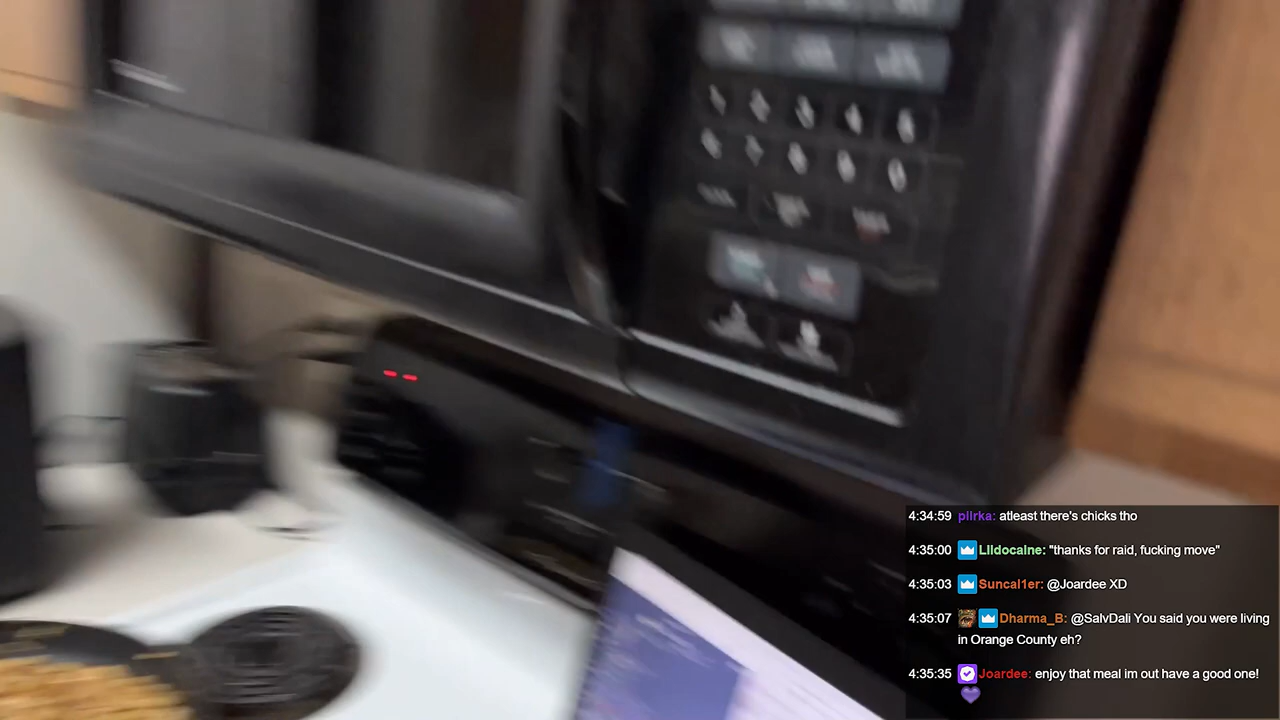 4:34:59 piirka: atleast there's chicks tho
4:35:00 Lildocaine: "thanks for raid, fucking move"
4:35:03 Suncal1er: @Joardee XD
4:35:07 Dharma_B: @SalvDali You said you were living
in Orange County eh?
4:35:35 Joardee: enjoy that meal im out have a good one!